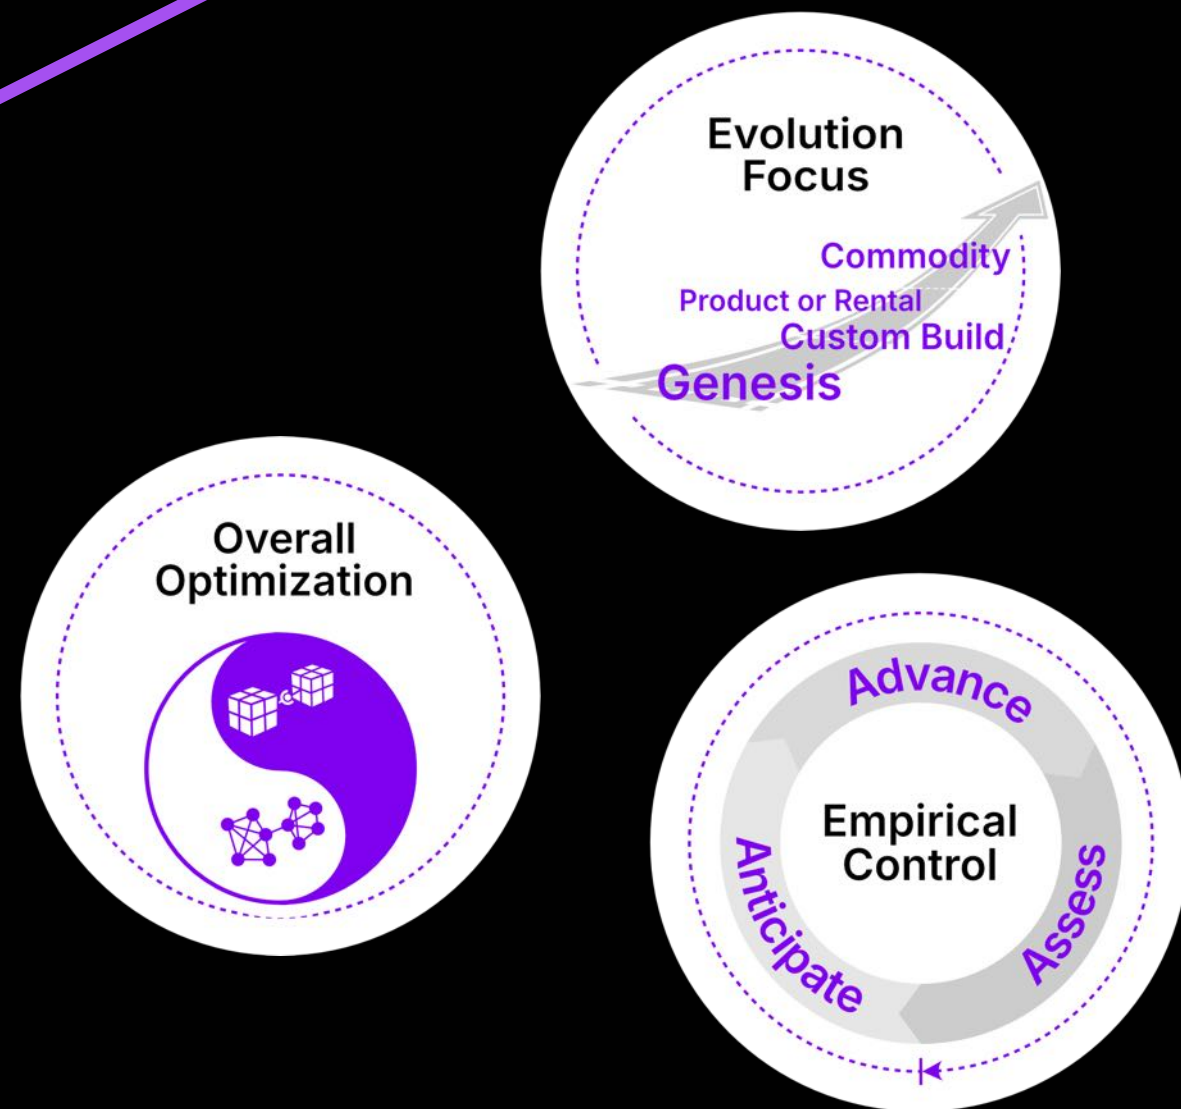 Evolution
Focus
Commodity
Product or Rental
Custom Build
Genesis
Overall
Optimization
Advance
Empirical
Control
Anticipate
Assess